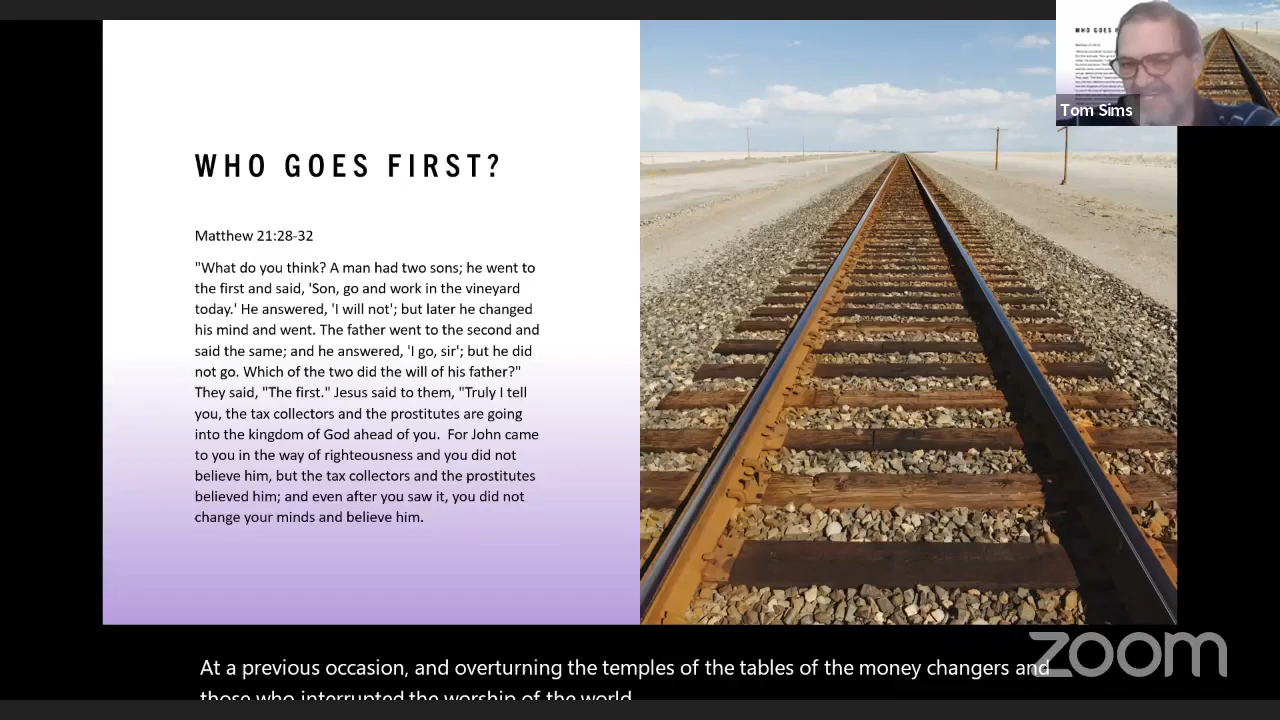 WHO GOES FIRST?
Matthew 21:28-32
"What do you think? A man had two sons; he went to
the first and said, 'Son, go and work in the vineyard
today.' He answered, 'I will not'; but later he changed
his mind and went. The father went to the second and
said the same; and he answered, 'I go, sir'; but he did
not go. Which of the two did the will of his father?"
They said, "The first." Jesus said to them, "Truly I tell
you, the tax collectors and the prostitutes are going
into the kingdom of God ahead of you.  For John came
to you in the way of righteousness and you did not
believe him, but the tax collectors and the prostitutes
believed him; and even after you saw it, you did not
change your minds and believe him.
Tom Sims
At a previous occasion, and overturning the temples of the tables of the money changers and
those who interrupted the worship of the world
zoom